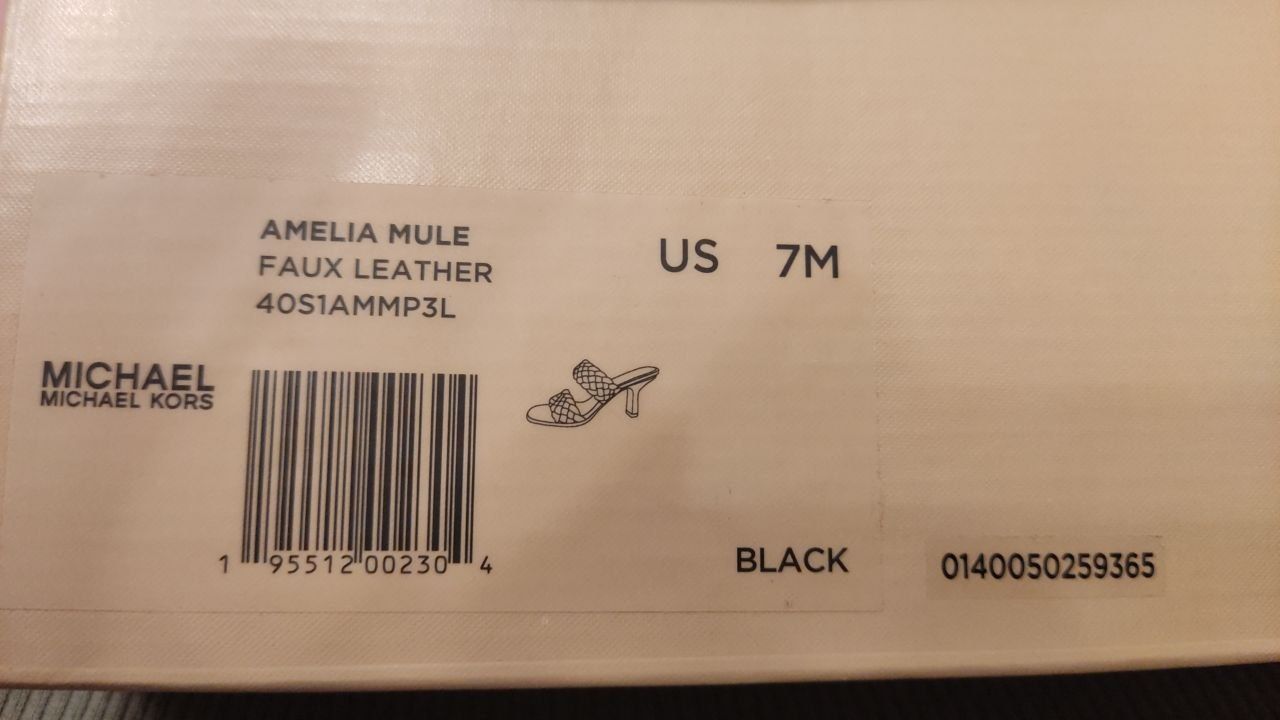 AMELIA MULE
FAUX LEATHER
40S1AMMP3L
US 7M
MICHAEL
MICHAEL KORS
1 95512 00230 4
BLACK
0140050259365